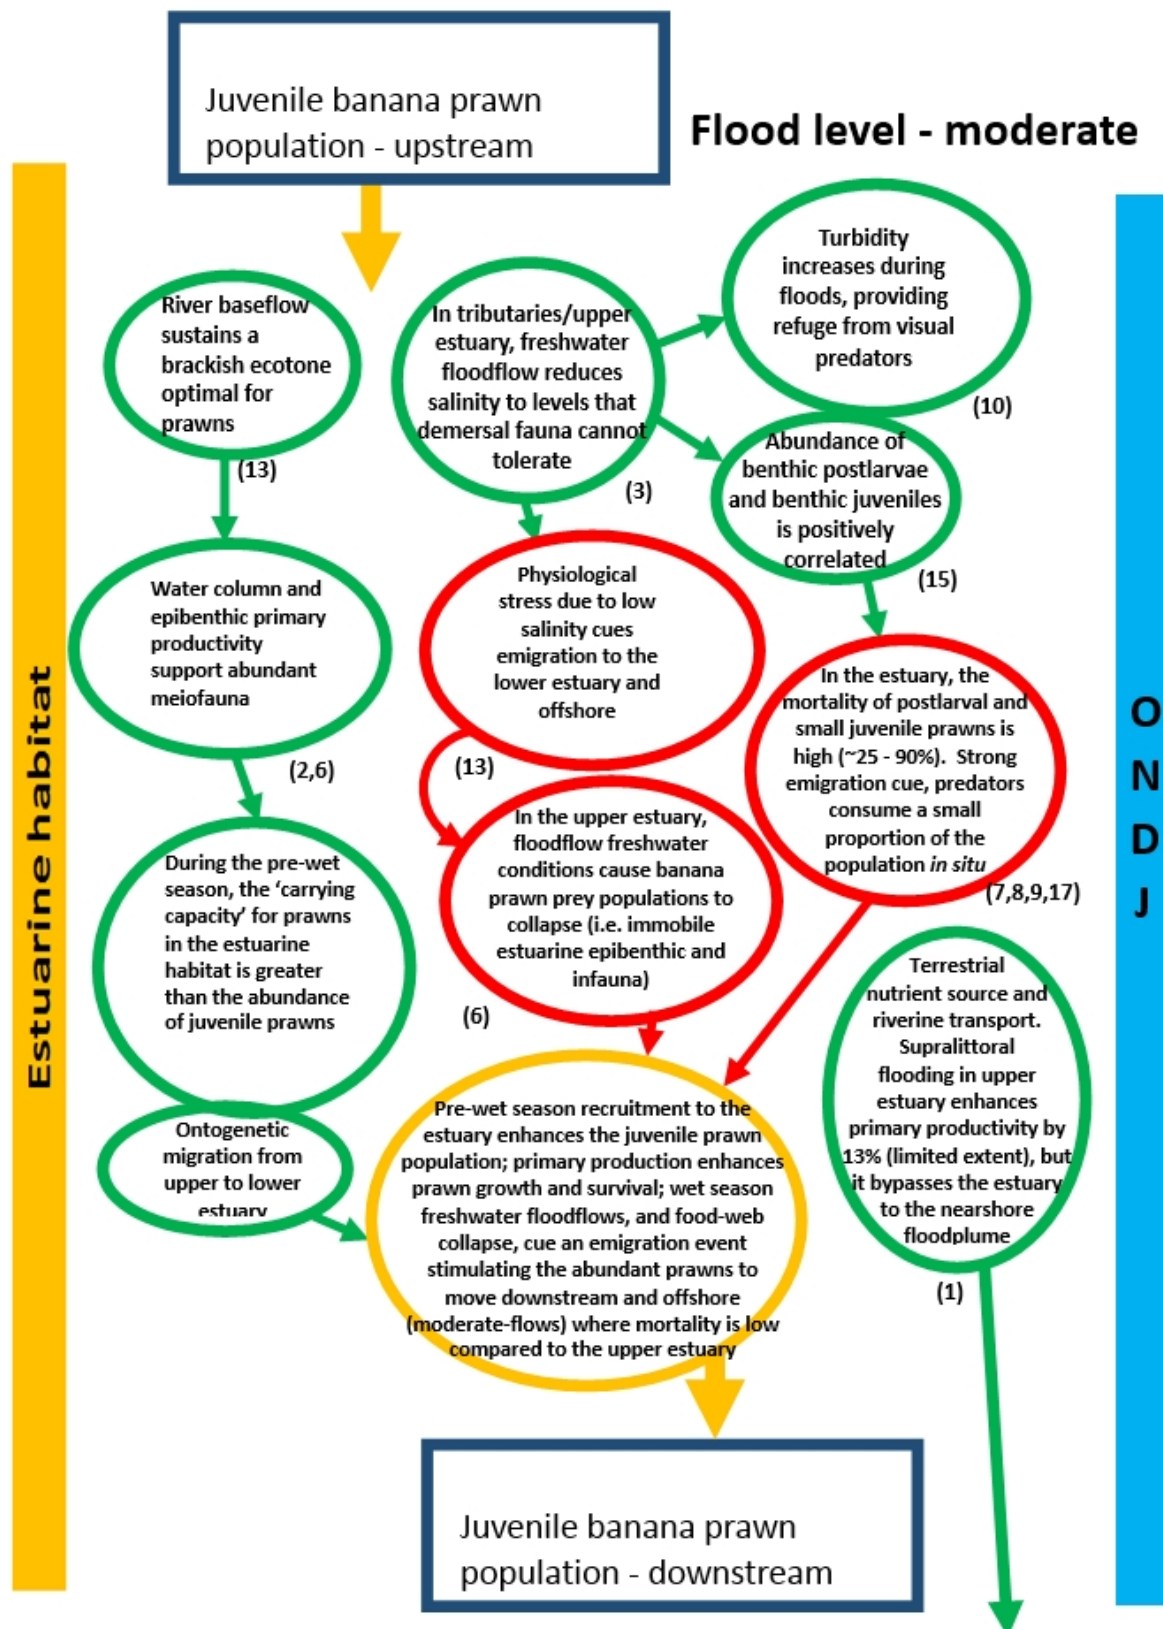 Juvenile banana prawn
population - upstream
Flood level - moderate
Estuarine habitat
River baseflow
sustains a
brackish ecotone
optimal for
prawns
(13)
Water column and
epibenthic primary
productivity
support abundant
meiofauna
(2,6)
During the pre-wet
season, the ‘carrying
capacity’ for prawns
in the estuarine
habitat is greater
than the abundance
of juvenile prawns
Ontogenetic
migration from
upper to lower
estuary
In tributaries/upper
estuary, freshwater
floodflow reduces
salinity to levels that
demersal fauna cannot
tolerate
(3)
Physiological
stress due to low
salinity cues
emigration to the
lower estuary and
offshore
(13)
In the upper estuary,
floodflow freshwater
conditions cause banana
prawn prey populations to
collapse (i.e. immobile
estuarine epibenthic and
infauna)
(6)
Turbidity
increases during
floods, providing
refuge from visual
predators
(10)
Abundance of
benthic postlarvae
and benthic juveniles
is positively
correlated
(15)
In the estuary, the
mortality of postlarval and
small juvenile prawns is
high (~25 - 90%). Strong
emigration cue, predators
consume a small
proportion of the
population in situ
(7,8,9,17)
Terrestrial
nutrient source and
riverine transport.
Supralittoral
flooding in upper
estuary enhances
primary productivity by
13% (limited extent), but
it bypasses the estuary
to the nearshore
floodplume
(1)
Pre-wet season recruitment to the
estuary enhances the juvenile prawn
population; primary production enhances
prawn growth and survival; wet season
freshwater floodflows, and food-web
collapse, cue an emigration event
stimulating the abundant prawns to
move downstream and offshore
(moderate-flows) where mortality is low
compared to the upper estuary
Juvenile banana prawn
population - downstream
O
N
D
J